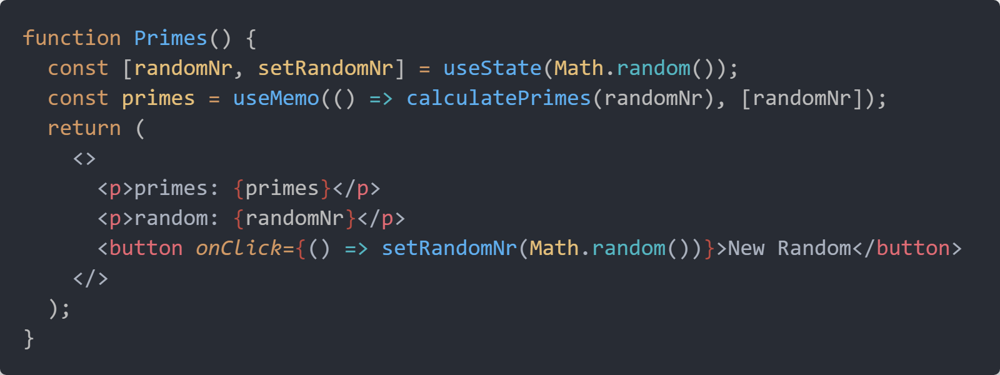 function Primes() {
  const [randomNr, setRandomNr] = useState(Math.random());
  const primes = useMemo(() => calculatePrimes(randomNr), [randomNr]);
  return (
    <>
      <p>primes: {primes}</p>
      <p>random: {randomNr}</p>
      <button onClick={() => setRandomNr(Math.random())}>New Random</button>
    </>
  );
}